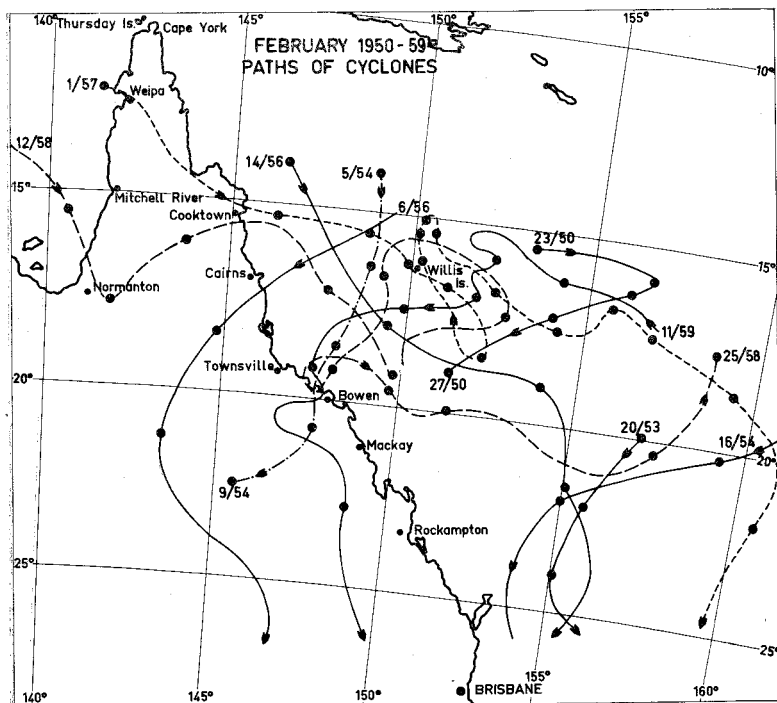 140°
145°
150°
155°
Thursday Is.
Cape York
FEBRUARY 1950-59
PATHS OF CYCLONES
10°
1/57
Weipa
12/58
14/56
5/54
15°
Mitchell River
6/56
Cooktown
23/50
Cairns
Willis
Is.
Normanton
11/59
25/58
Townsville
27/50
20°
Bowen
20/53
16/54
Mackay
20°
9/54
Rockampton
25°
25°
140°
145°
150°
BRISBANE
155°
160°